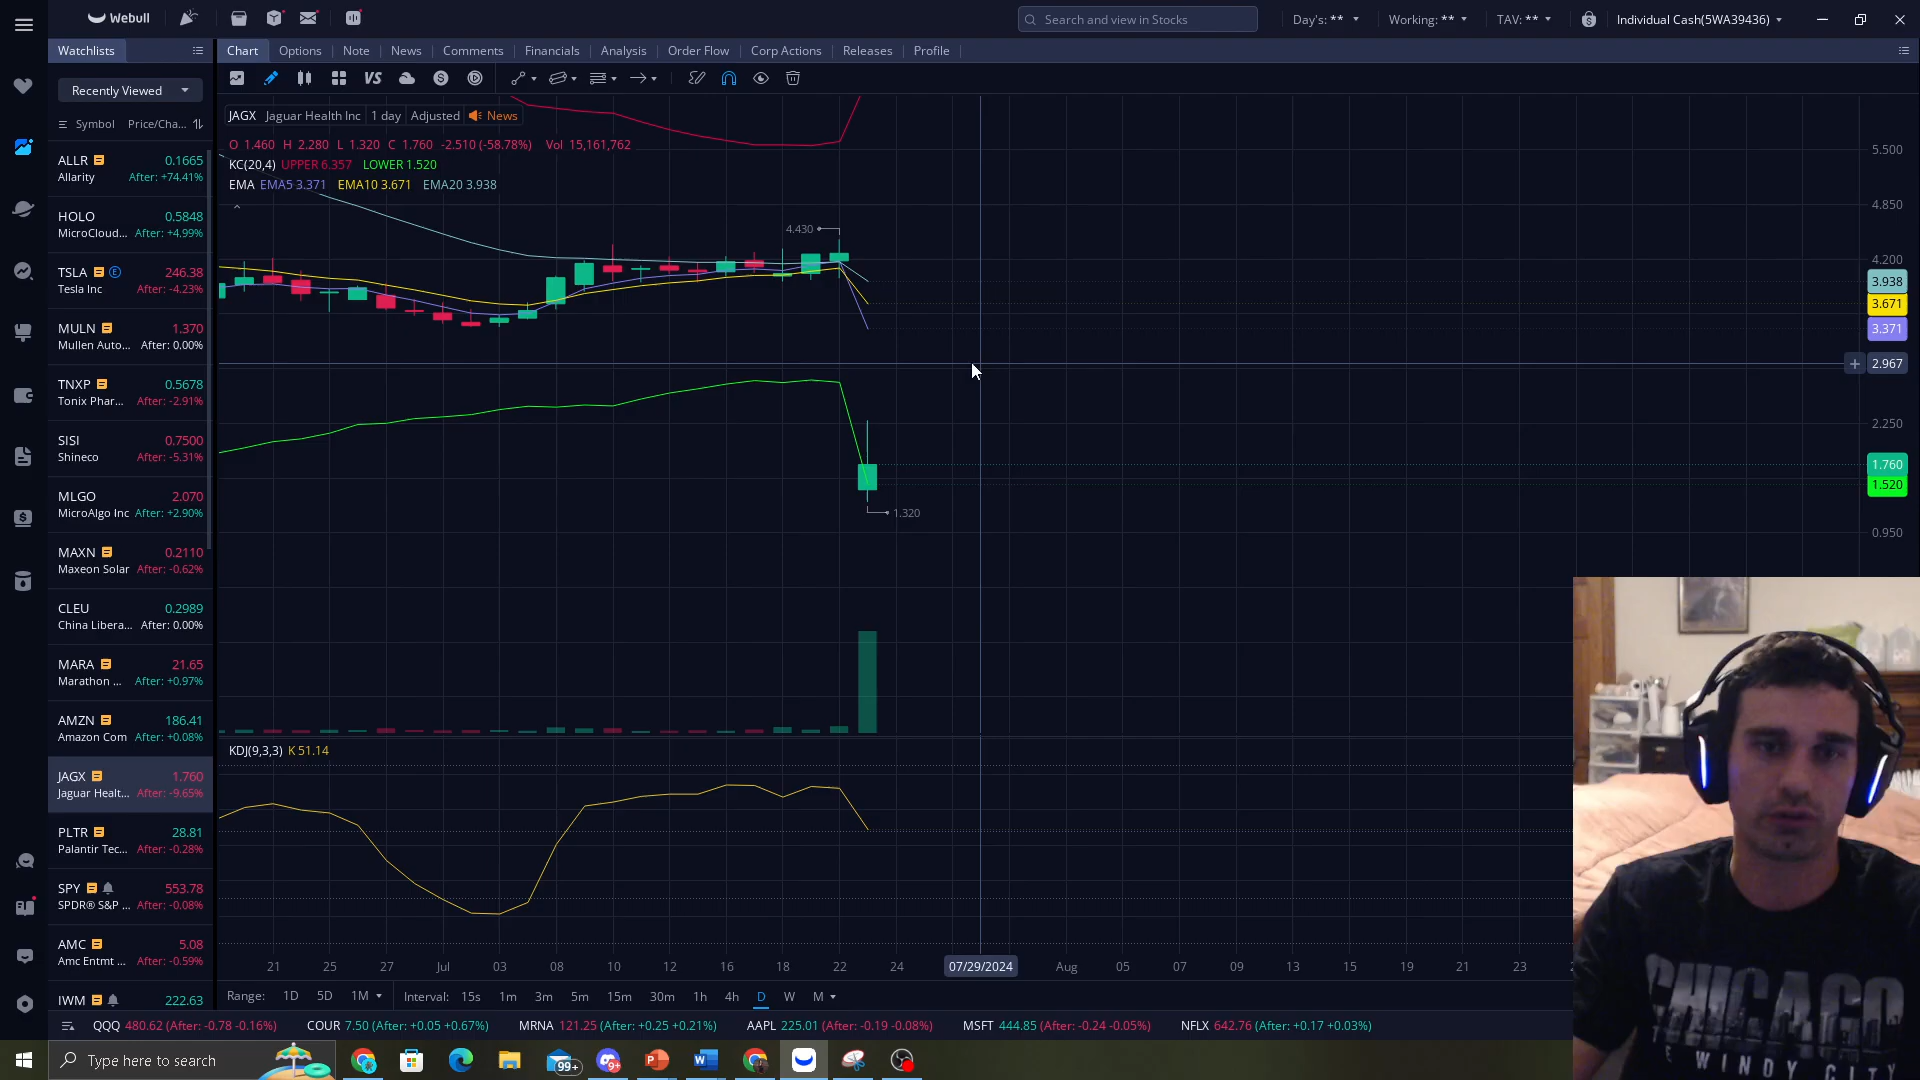 Webull
Search and view in Stocks
Day's: **
Working: **
TAV: **
Individual Cash(5WA39436)
Watchlists
Chart Options Note News Comments Financials Analysis Order Flow Corp Actions Releases Profile
Recently Viewed
VS
Symbol Price/Cha...
JAGX Jaguar Health Inc 1 day Adjusted News
O 1.460 H 2.280 L 1.320 C 1.760 -2.510 (-58.78%) Vol 15,161,762
KC(20,4) UPPER 6.357 LOWER 1.520
EMA EMA5 3.371 EMA10 3.671 EMA20 3.938
ALLR 0.1665
Allarity After: +74.41%
HOLO 0.5848
MicroCloud... After: +4.99%
TSLA E 246.38
Tesla Inc After: -4.23%
MULN 1.370
Mullen Auto... After: 0.00%
TNXP 0.5678
Tonix Phar... After: -2.91%
SISI 0.7500
Shineco After: -5.31%
MLGO 2.070
MicroAlgo Inc After: +2.90%
MAXN 0.2110
Maxeon Solar After: -0.62%
CLEU 0.2989
China Libera... After: 0.00%
MARA 21.65
Marathon ... After: +0.97%
AMZN 186.41
Amazon Com After: +0.08%
JAGX 1.760
Jaguar Healt... After: -9.65%
PLTR 28.81
Palantir Tec... After: -0.28%
SPY 553.78
SPDR® S&P ... After: -0.08%
AMC 5.08
Amc Entmt ... After: -0.59%
IWM 222.63
4.430
1.320
5.500
4.850
4.200
3.938
3.671
3.371
2.967
2.250
1.760
1.520
0.950
KDJ(9,3,3) K 51.14
21 25 27 Jul 03 08 10 12 16 18 22 24 07/29/2024 Aug 05 07 09 13 15 19 21 23
Range: 1D 5D 1M Interval: 15s 1m 3m 5m 15m 30m 1h 4h D W M
QQQ 480.62 (After: -0.78 -0.16%) COUR 7.50 (After: +0.05 +0.67%) MRNA 121.25 (After: +0.25 +0.21%) AAPL 225.01 (After: -0.19 -0.08%) MSFT 444.85 (After: -0.24 -0.05%) NFLX 642.76 (After: +0.17 +0.03%)
Type here to search
99+
9+
CHICAGO
E WINDY CITY